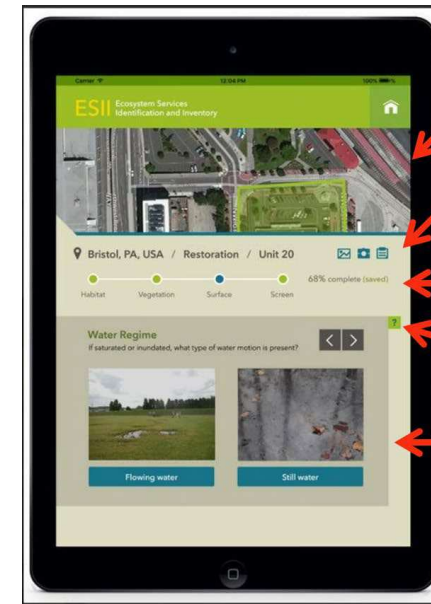 Carrier 12:04 PM 100%
ESII Ecosystem Services
Identification and Inventory
Bristol, PA, USA / Restoration / Unit 20
68% complete (saved)
Habitat Vegetation Surface Screen
?
Water Regime
If saturated or inundated, what type of water motion is present?
< >
Flowing water Still water